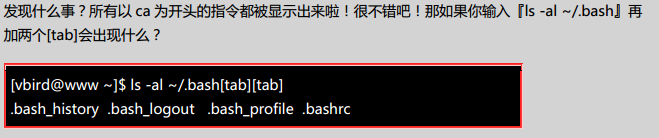 发现什么事？所有以 ca 为开头的指令都被显示出来啦！很不错吧！那如果你输入『ls -al ~/.bash』再
加两个[tab]会出现什么？
[vbird@www ~]$ ls -al ~/.bash[tab][tab]
.bash_history .bash_logout .bash_profile .bashrc